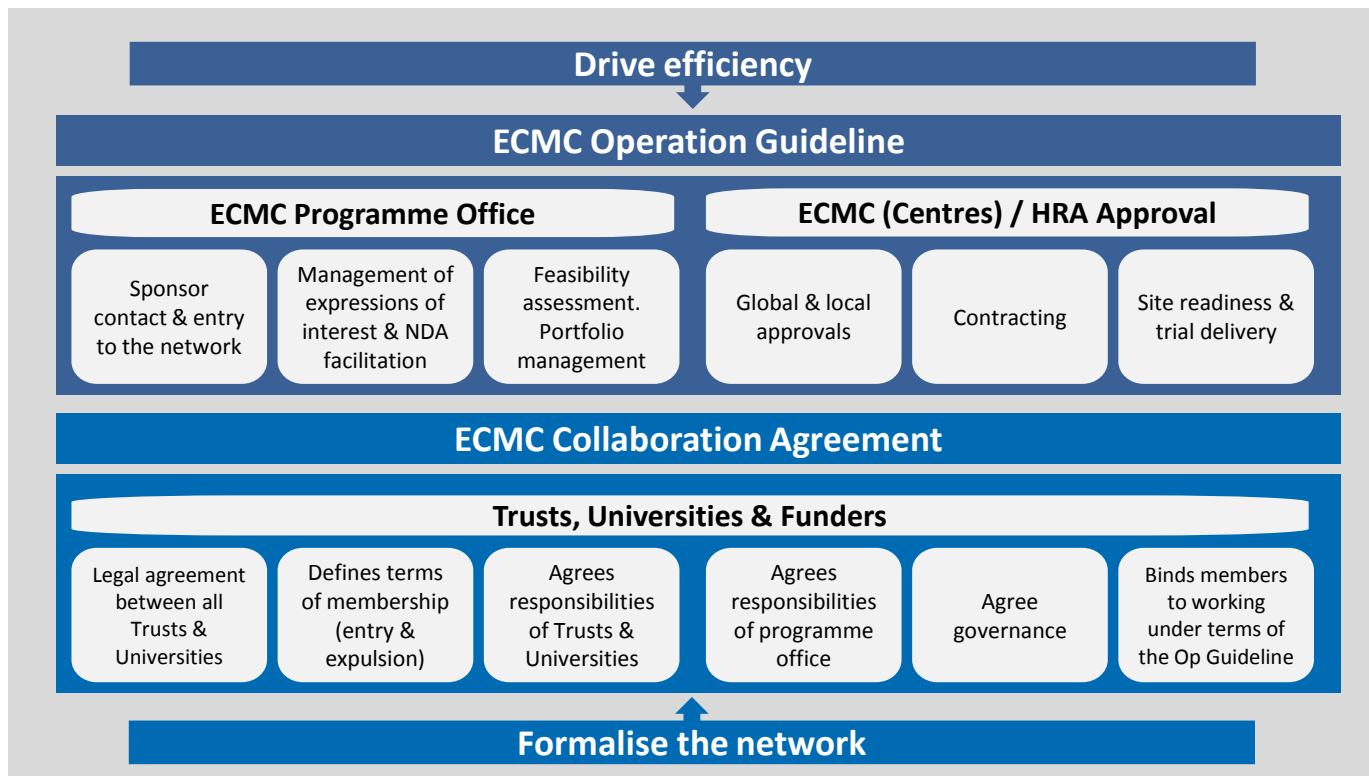 Drive efficiency
ECMC Operation Guideline
ECMC Programme Office
Sponsor
contact & entry
to the network
Management of
expressions of
interest & NDA
facilitation
Feasibility
assessment.
Portfolio
management
ECMC (Centres) / HRA Approval
Global & local
approvals
Contracting
Site readiness &
trial delivery
ECMC Collaboration Agreement
Trusts, Universities & Funders
Legal agreement
between all
Trusts &
Universities
Defines terms
of membership
(entry &
expulsion)
Agrees
responsibilities
of Trusts &
Universities
Agrees
responsibilities
of programme
office
Agree
governance
Binds members
to working
under terms of
the Op Guideline
Formalise the network